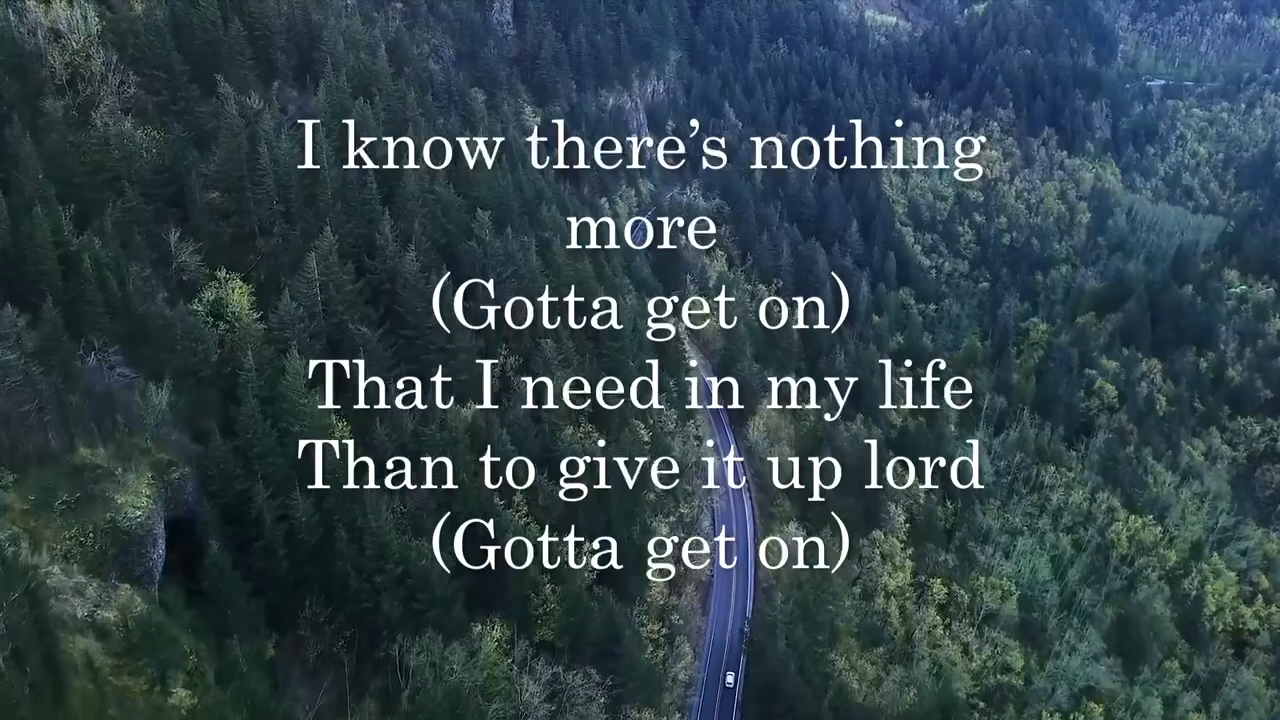 I know there’s nothing
more
(Gotta get on)
That I need in my life
Than to give it up lord
(Gotta get on)